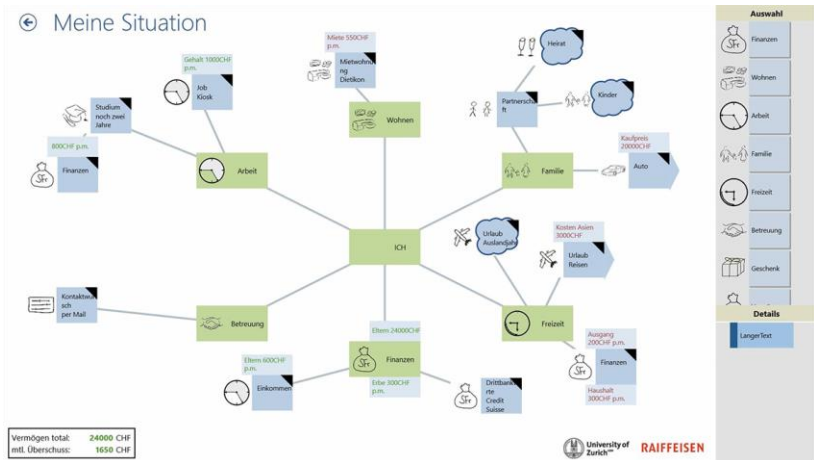 Meine Situation
Auswahl
Finanzen
Wohnen
Arbeit
Familie
Freizeit
Betreuung
Geschenk
Details
LangerText
Gehalt 1000CHF
p.m.
Job
Kiosk
Studium
noch zwei
Jahre
800CHF p.m.
Finanzen
Arbeit
Miete 550CHF
p.m.
Mietwohnu
ng
Dietikon
Wohnen
Heirat
Kinder
Partnerscha
ft
Kaufpreis
20000CHF
Auto
Familie
ICH
Urlaub
Auslandjahr
Kosten Asien
3000CHF
Urlaub
Reisen
Freizeit
Ausgang
200CHF p.m.
Finanzen
Haushalt
300CHF p.m.
Kontaktwun
sch
per Mail
Betreuung
Eltern 24000CHF
Finanzen
Erbe 300CHF
p.m.
Eltern 600CHF
p.m.
Einkommen
Credit
Suisse
Vermögen total: 24000 CHF
mtl. Überschuss: 1650 CHF
University of
Zurich
RAIFFEISEN